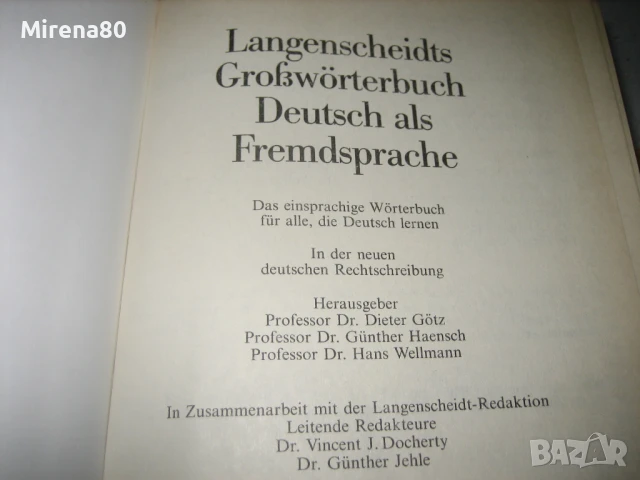 Mirena80
Langenscheidts
Großwörterbuch
Deutsch als
Fremdsprache
Das einsprachige Wörterbuch
für alle, die Deutsch lernen
In der neuen
deutschen Rechtschreibung
Herausgeber
Professor Dr. Dieter Götz
Professor Dr. Günther Haensch
Professor Dr. Hans Wellmann
In Zusammenarbeit mit der Langenscheidt-Redaktion
Leitende Redakteure
Dr. Vincent J. Docherty
Dr. Günther Jehle
BAZAR